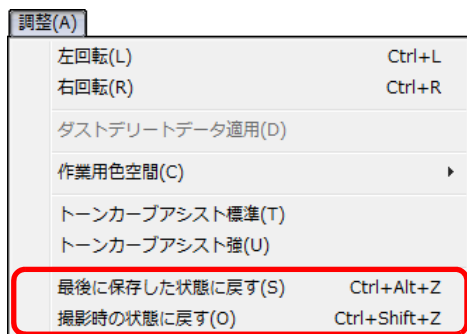 調整(A)
左回転(L) Ctrl+L
右回転(R) Ctrl+R
ダストデリートデータ適用(D)
作業用色空間(C)
トーンカーブアシスト標準(T)
トーンカーブアシスト強(U)
最後に保存した状態に戻す(S) Ctrl+Alt+Z
撮影時の状態に戻す(O) Ctrl+Shift+Z